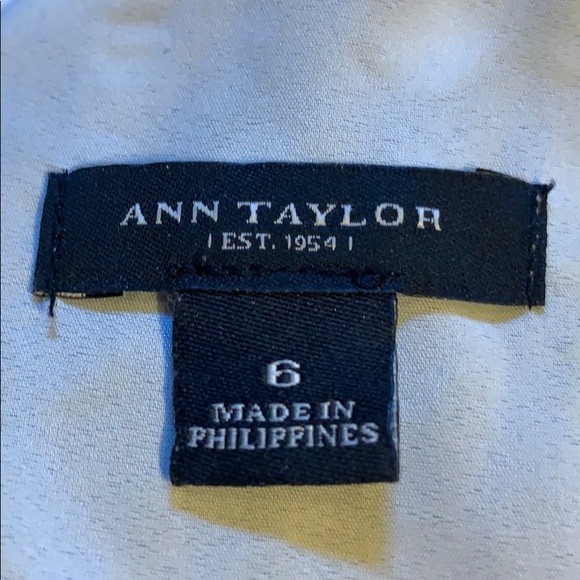 ANN TAYLOR
| EST. 1954 |
6
MADE IN
PHILIPPINES